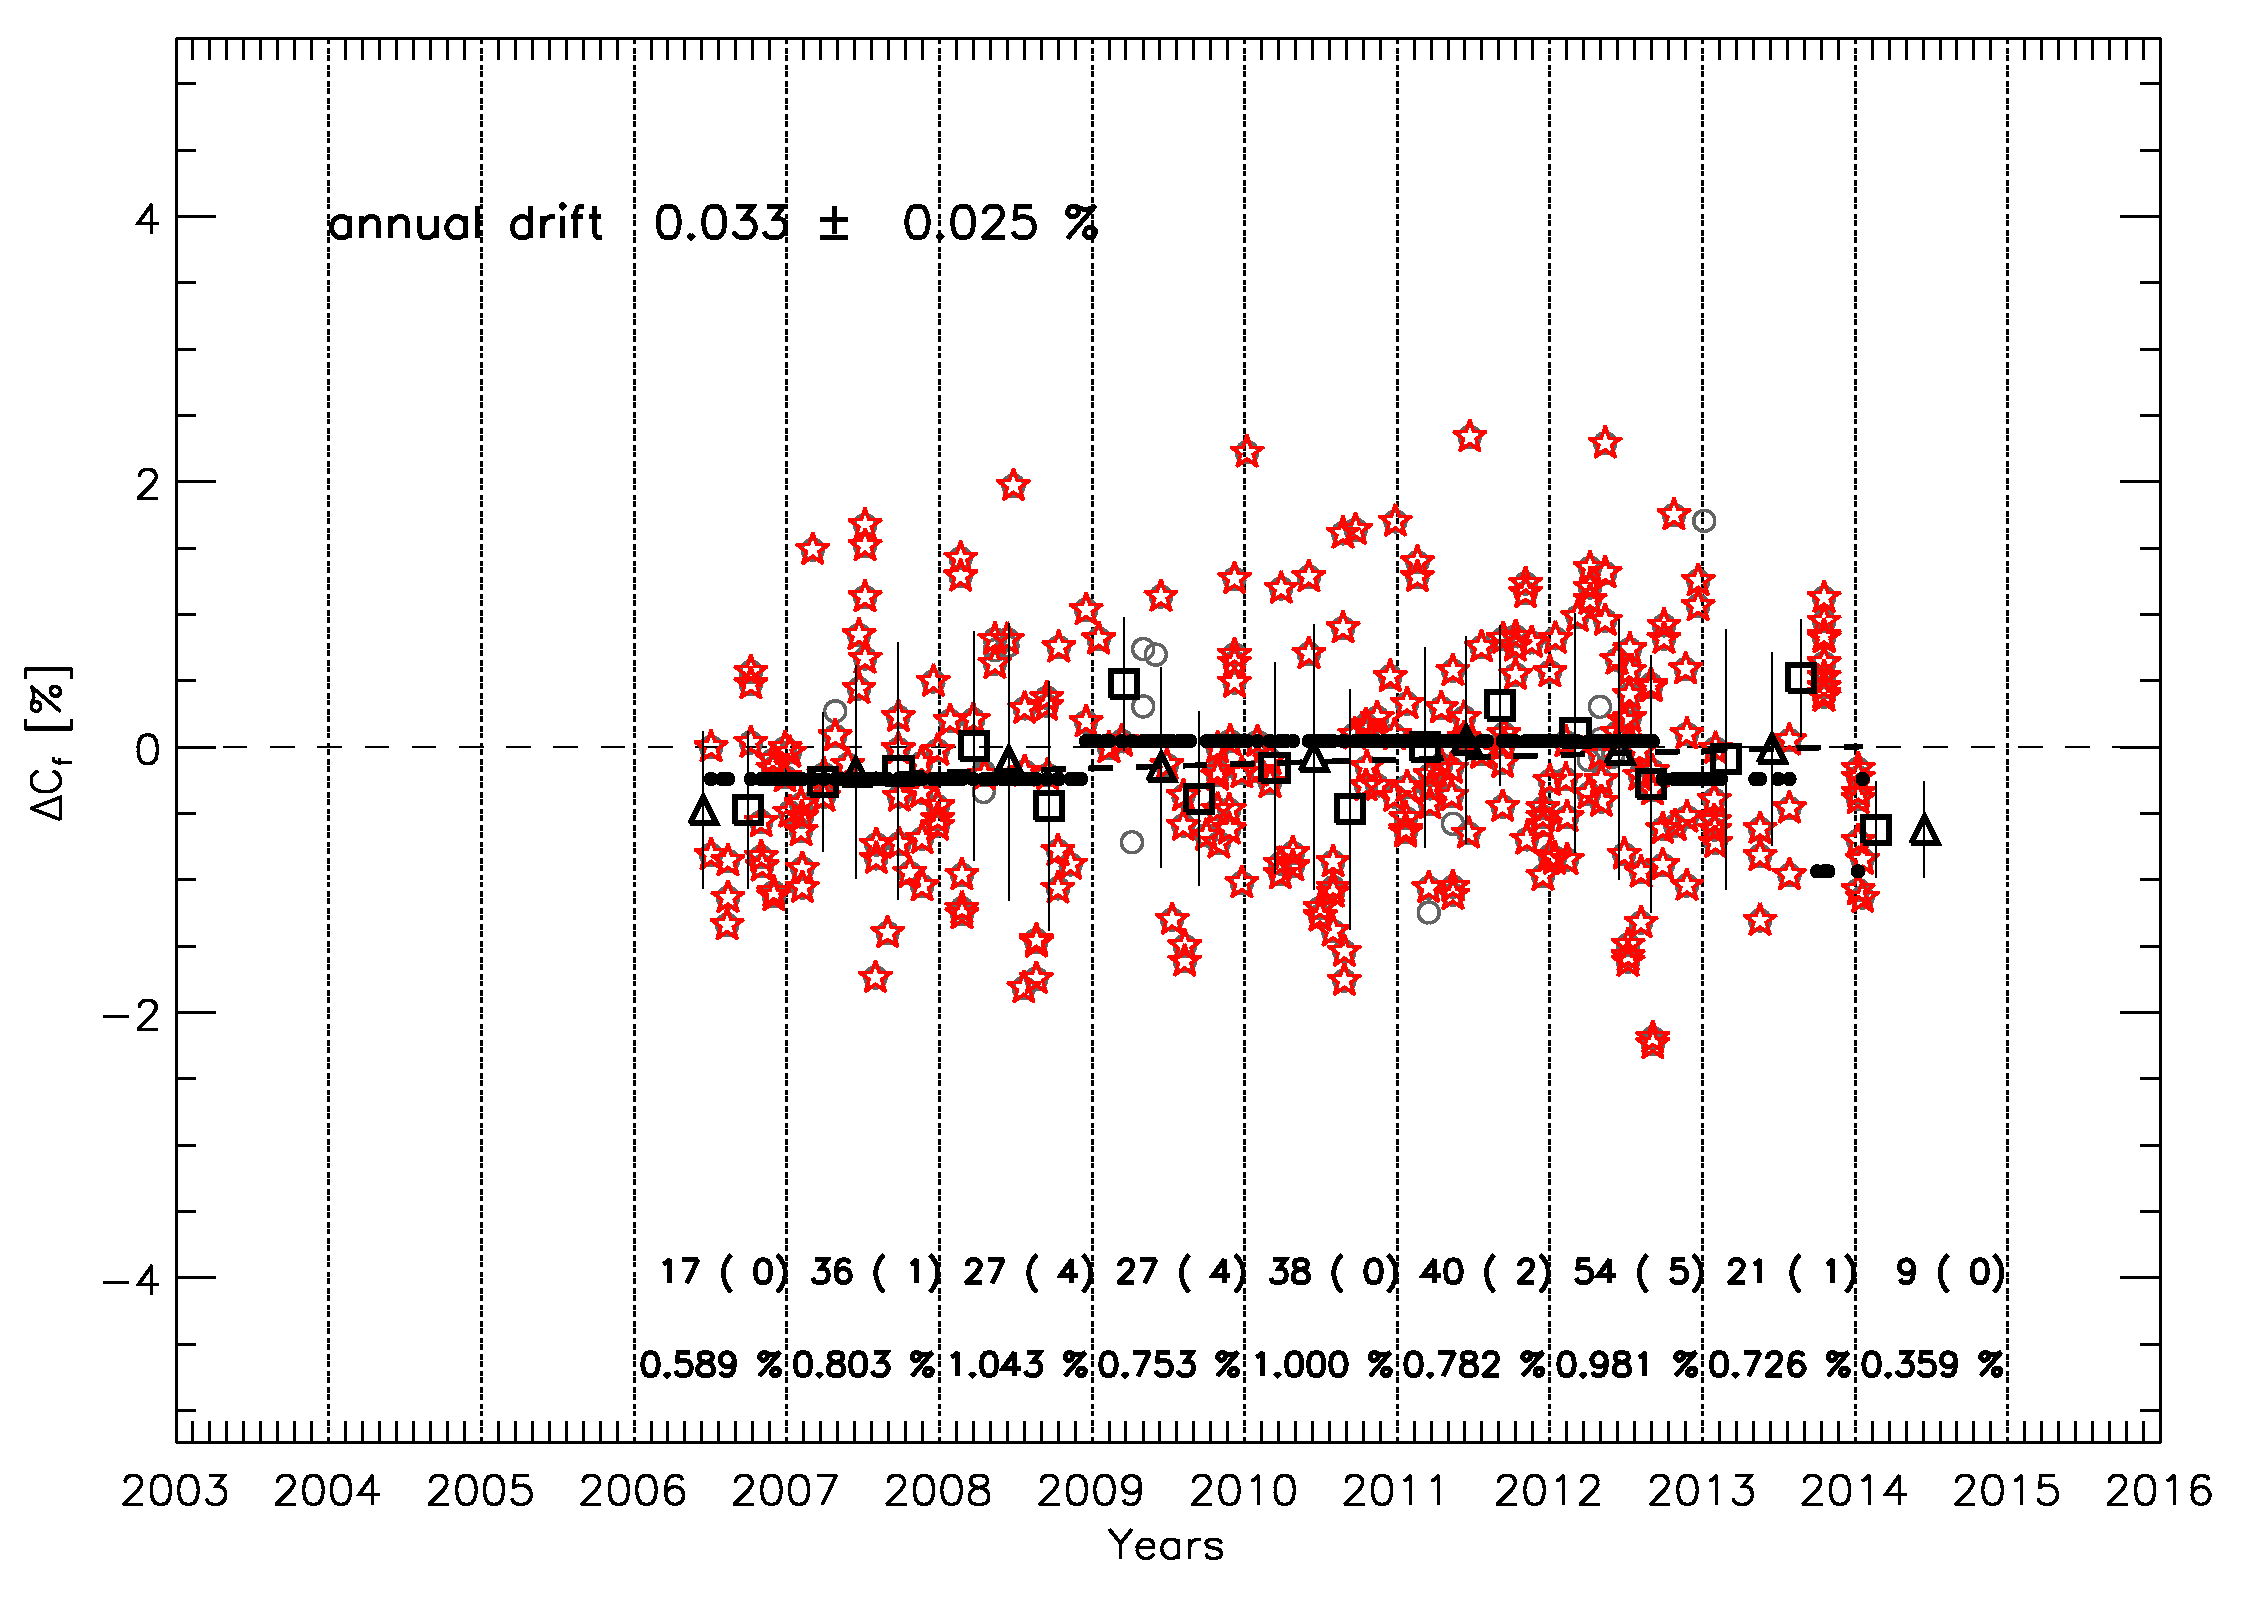 annual drift 0.033 ± 0.025 %
4
2
0
−2
−4
ΔCf [%]
17 ( 0) 36 ( 1) 27 ( 4) 27 ( 4) 38 ( 0) 40 ( 2) 54 ( 5) 21 ( 1) 9 ( 0)
0.589 % 0.803 % 1.043 % 0.753 % 1.000 % 0.782 % 0.981 % 0.726 % 0.359 %
2003 2004 2005 2006 2007 2008 2009 2010 2011 2012 2013 2014 2015 2016
Years